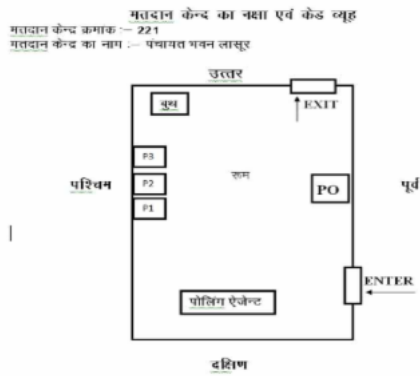 मतदान केन्द का नक्षा एवं केड व्यूह
मतदान केन्द क्रमांक :– 221
मतदान केन्द का नाम :– पंचायत भवन लासूर
उत्तर
बुथ
EXIT
P3
रूम
पश्चिम
P2
PO
पूर्व
P1
ENTER
पोलिंग ऐजेन्ट
दक्षिण